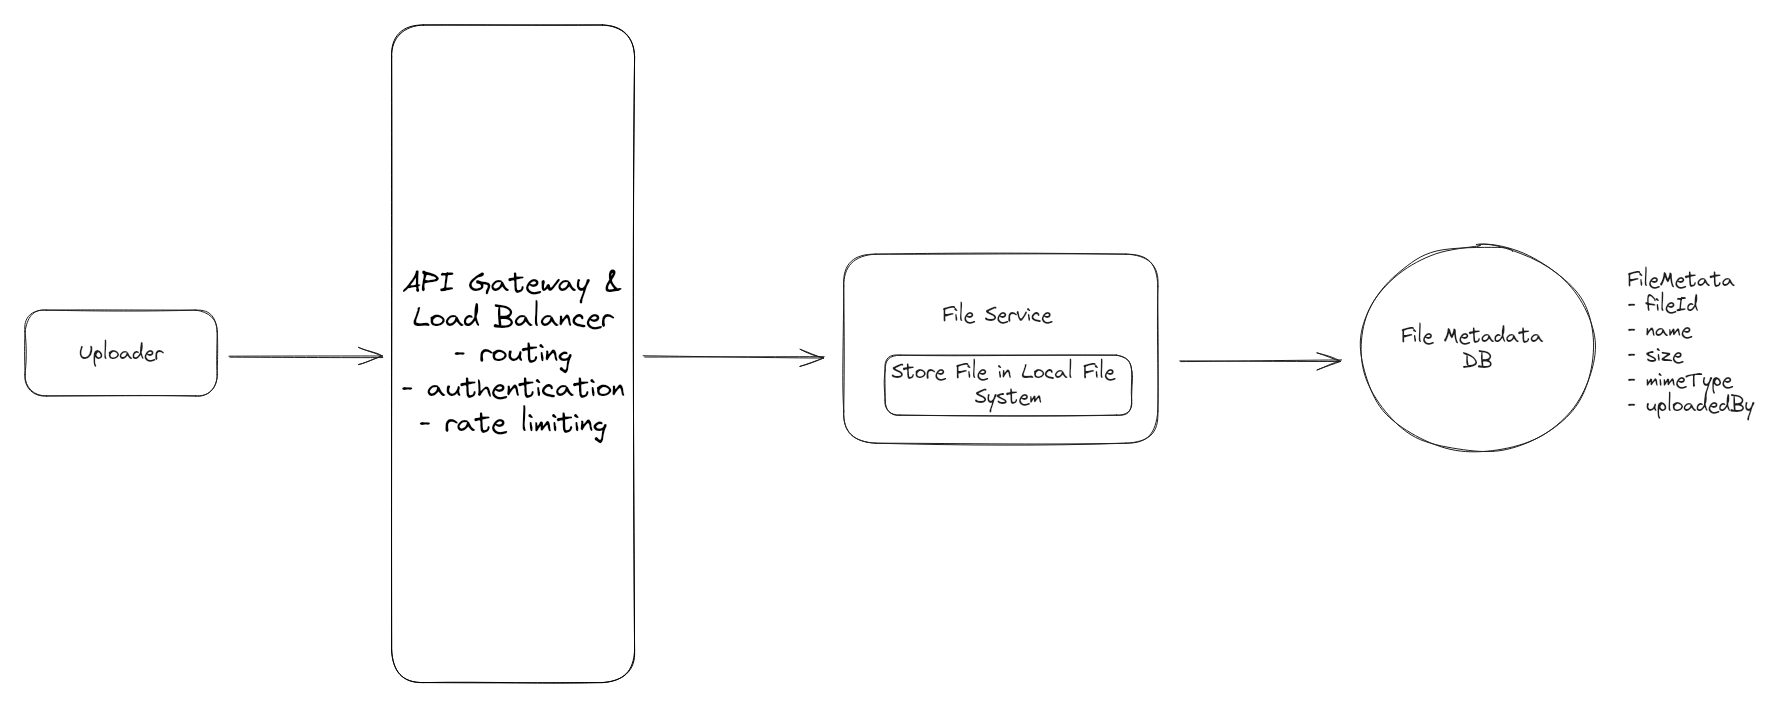 Uploader
API Gateway &
Load Balancer
- routing
- authentication
- rate limiting
File Service
Store File in Local File
System
File Metadata
DB
FileMetata
- fileId
- name
- size
- mimeType
- uploadedBy